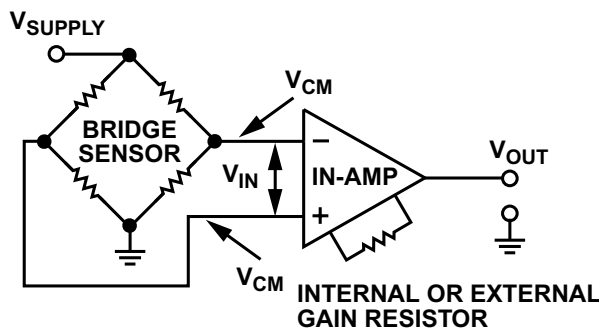 VSUPPLY
VCM
BRIDGE
SENSOR
VIN
−
IN-AMP
+
VOUT
VCM
INTERNAL OR EXTERNAL
GAIN RESISTOR